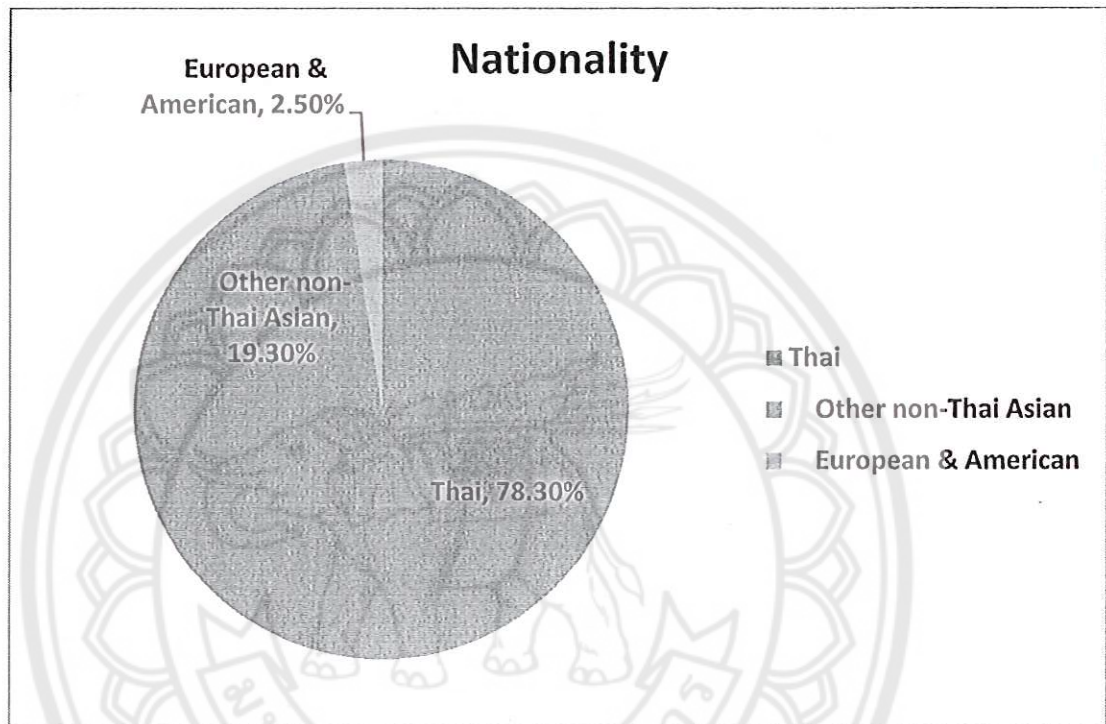 Nationality
European &
American, 2.50%
Other non-
Thai Asian,
19.30%
Thai, 78.30%
Thai
Other non-Thai Asian
European & American